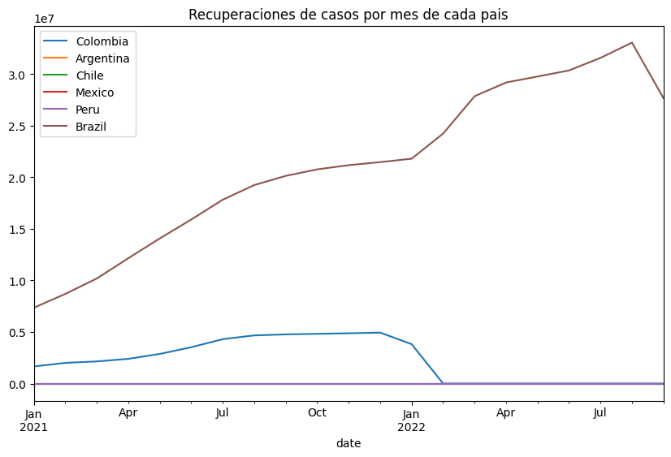 Recuperaciones de casos por mes de cada pais
1e7
Colombia
Argentina
Chile
Mexico
Peru
Brazil
3.0
2.5
2.0
1.5
1.0
0.5
0.0
Jan Apr Jul Oct Jan Apr Jul
2021 2022
date